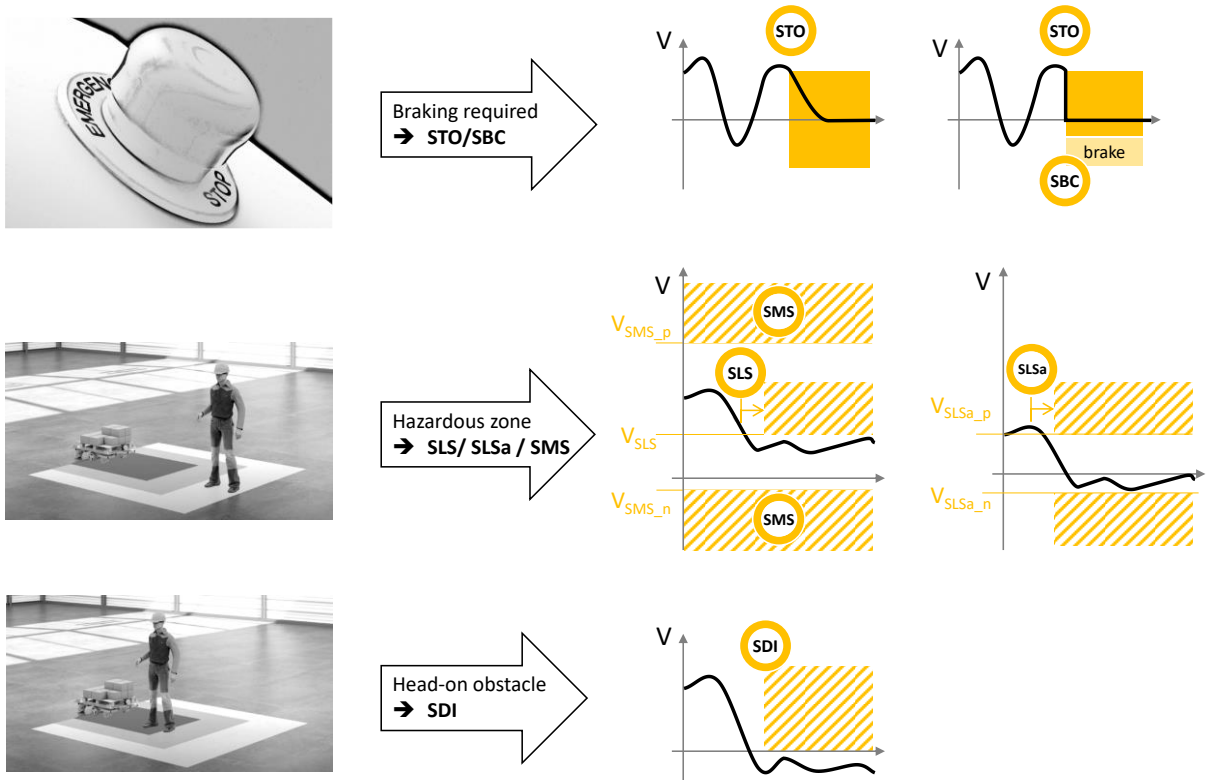 EMERGEN
STOP
Braking required
➔ STO/SBC
V
STO
V
STO
brake
SBC
Hazardous zone
➔ SLS/ SLSa / SMS
V
SMS
V_SMS_p
SLS
V_SLS
V_SMS_n
SMS
V
SLSa
V_SLSa_p
V_SLSa_n
Head-on obstacle
➔ SDI
V
SDI